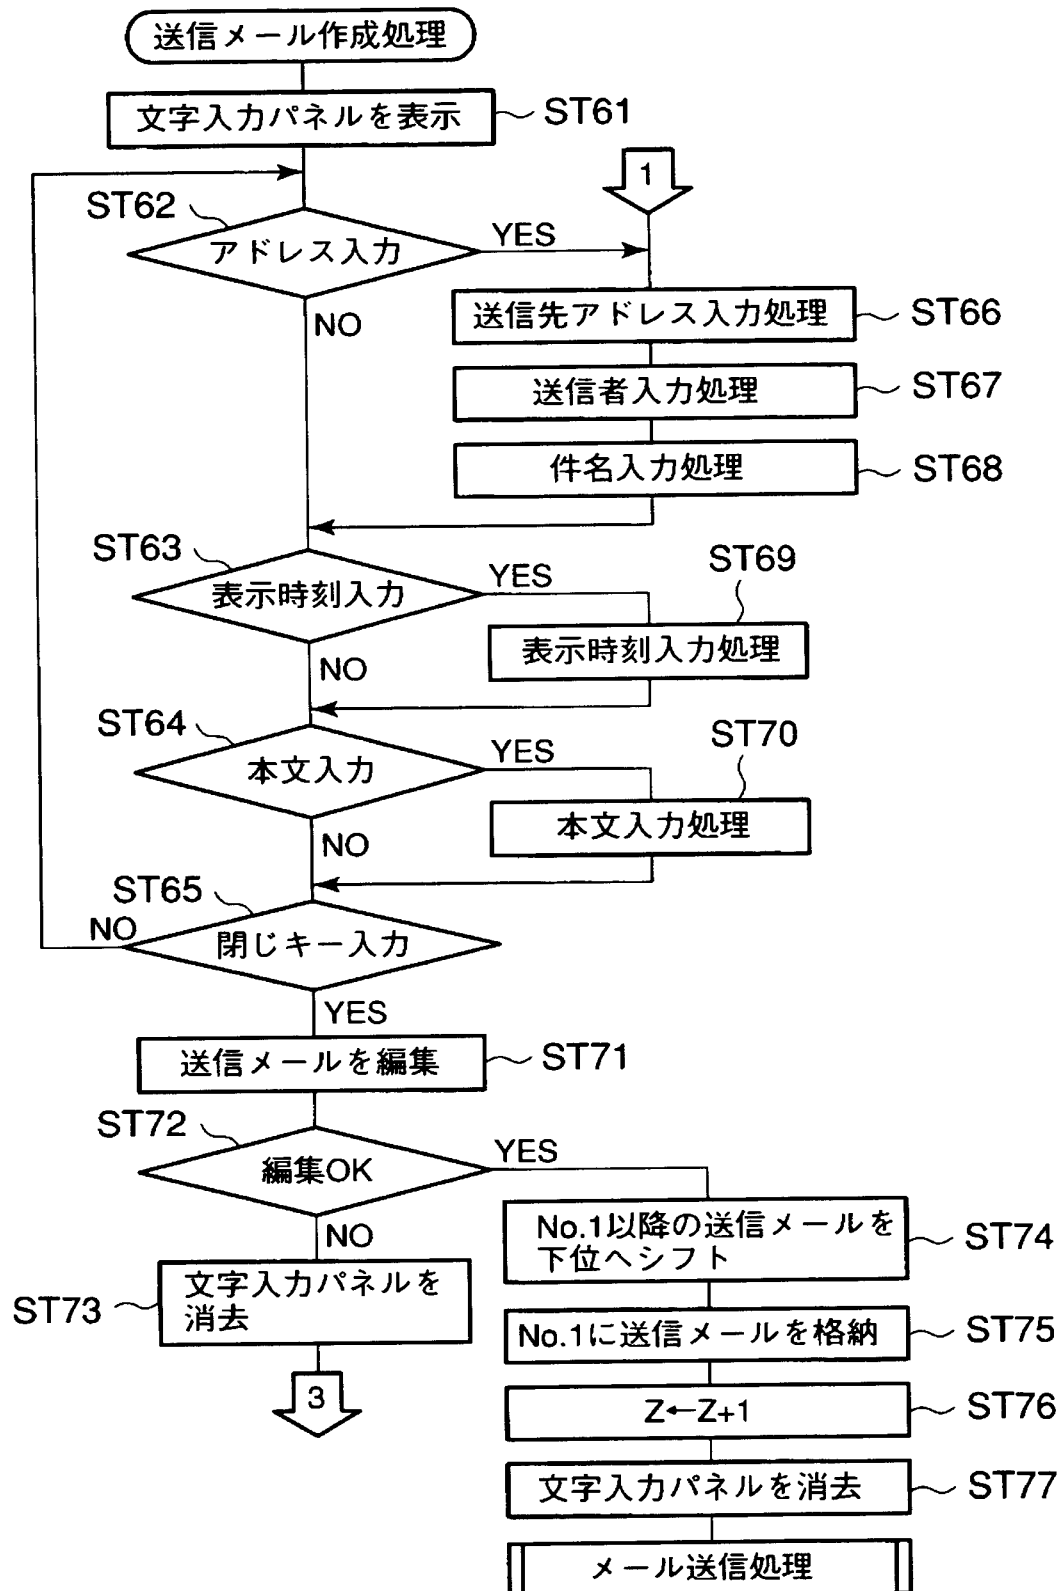 送信メール作成処理
文字入力パネルを表示
ST61
1
ST62
アドレス入力
YES
NO
送信先アドレス入力処理
ST66
送信者入力処理
ST67
件名入力処理
ST68
ST63
表示時刻入力
YES
NO
ST69
表示時刻入力処理
ST64
本文入力
YES
NO
ST70
本文入力処理
ST65
NO
閉じキー入力
YES
送信メールを編集
ST71
ST72
編集OK
YES
NO
ST73
文字入力パネルを
消去
3
No.1以降の送信メールを
下位へシフト
ST74
No.1に送信メールを格納
ST75
Z←Z+1
ST76
文字入力パネルを消去
ST77
メール送信処理